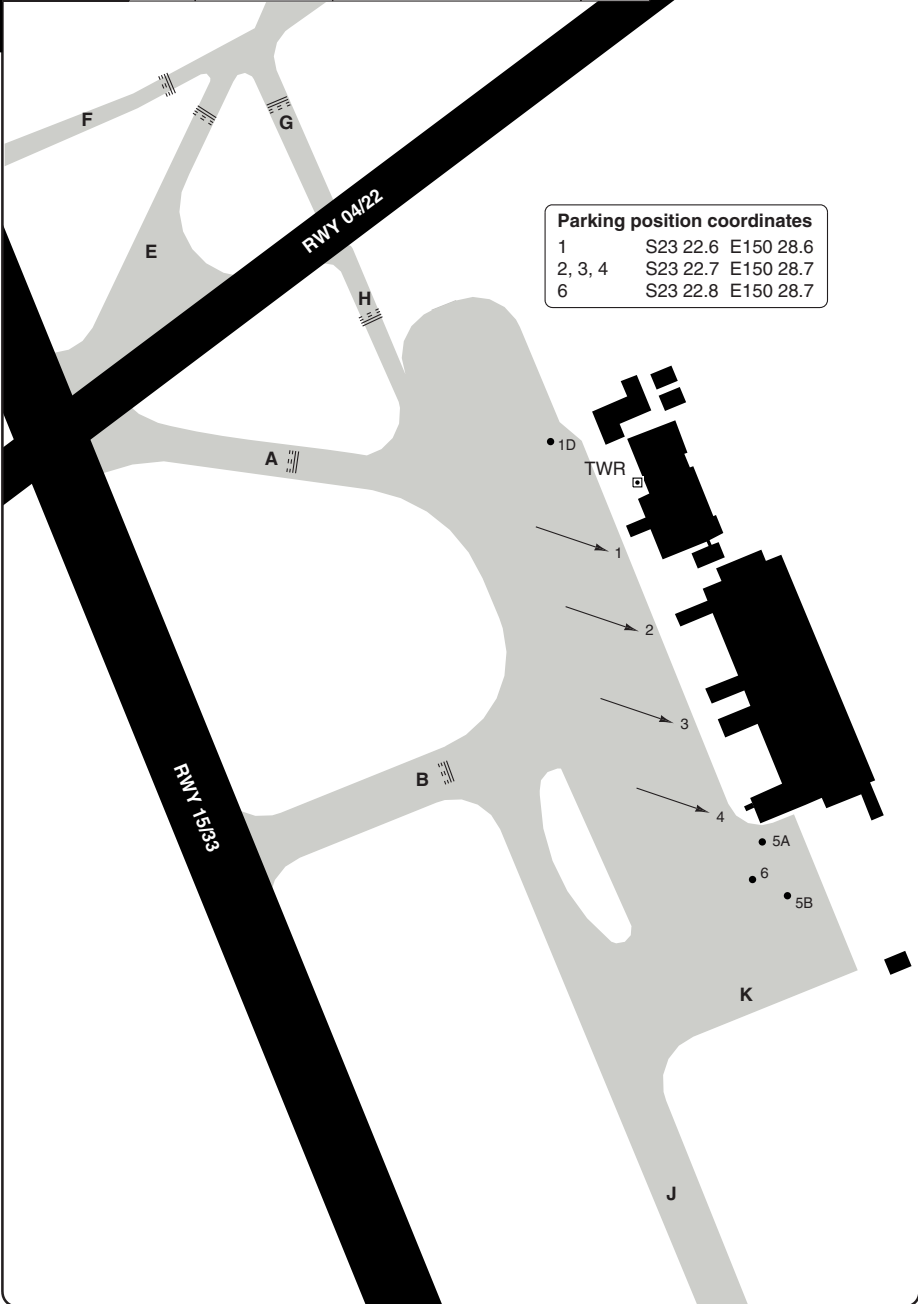 F
G
RWY 04/22
Parking position coordinates
1 S23 22.6 E150 28.6
2, 3, 4 S23 22.7 E150 28.7
6 S23 22.8 E150 28.7
E
H
1D
A
TWR
1
2
3
B
RWY 15/33
4
5A
6
5B
K
J